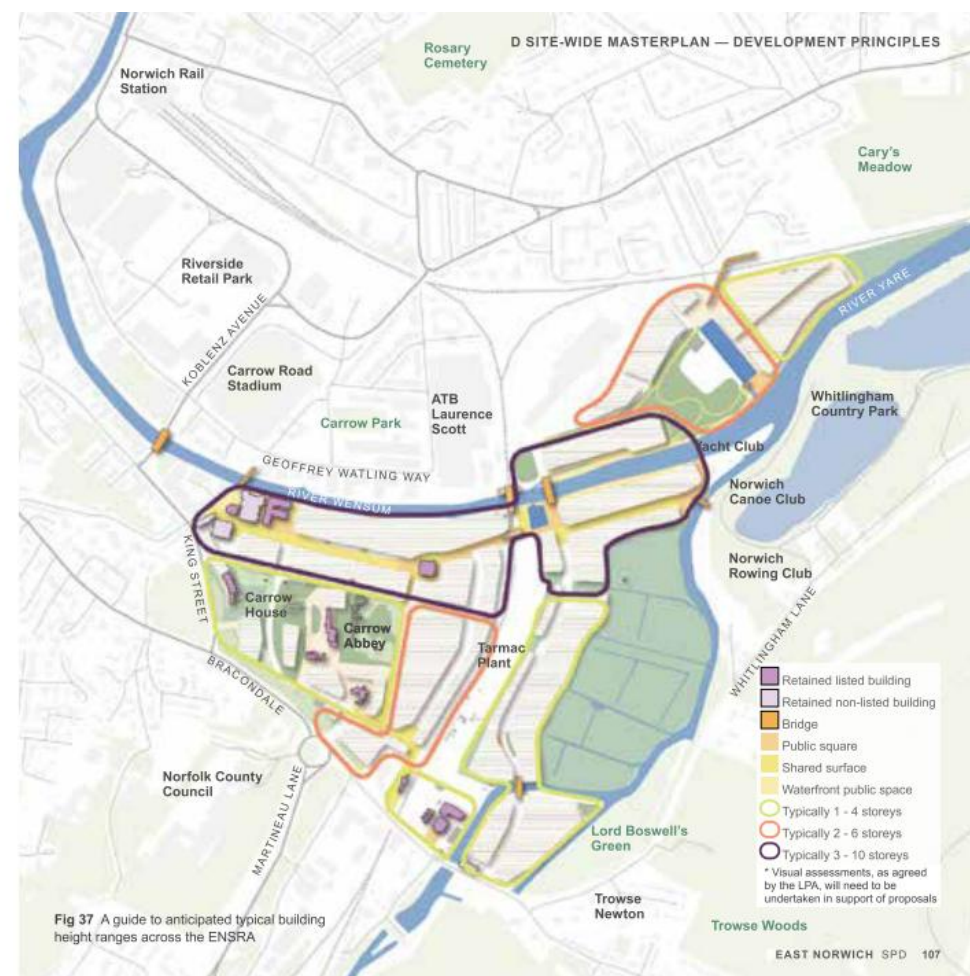 D SITE-WIDE MASTERPLAN — DEVELOPMENT PRINCIPLES
Rosary
Cemetery
Norwich Rail
Station
Cary's
Meadow
Riverside
Retail Park
RIVER YARE
KOBLENZ AVENUE
Carrow Road
Stadium
ATB
Laurence
Scott
Carrow Park
Whitlingham
Country Park
Yacht Club
GEOFFREY WATLING WAY
RIVER WENSUM
Norwich
Canoe Club
KING STREET
Norwich
Rowing Club
Carrow
House
Carrow
Abbey
WHITLINGHAM LANE
Tarmac
Plant
BRACONDALE
Retained listed building
Retained non-listed building
Bridge
Public square
Shared surface
Waterfront public space
Typically 1 - 4 storeys
Typically 2 - 6 storeys
Typically 3 - 10 storeys
* Visual assessments, as agreed
by the LPA, will need to be
undertaken in support of proposals
Norfolk County
Council
MARTINEAU LANE
Lord Boswell's
Green
Trowse
Newton
Trowse Woods
Fig 37 A guide to anticipated typical building
height ranges across the ENSRA
EAST NORWICH SPD 107